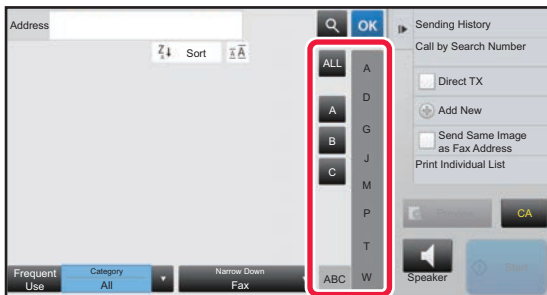 Address
OK
Sending History
Z
A
Sort
A A
Call by Search Number
ALL
A
D
Direct TX
A
Add New
B
G
Send Same Image
as Fax Address
C
J
Print Individual List
M
P
Preview
CA
T
Frequent
Use
Category
All
Narrow Down
Fax
ABC
W
Speaker
Start